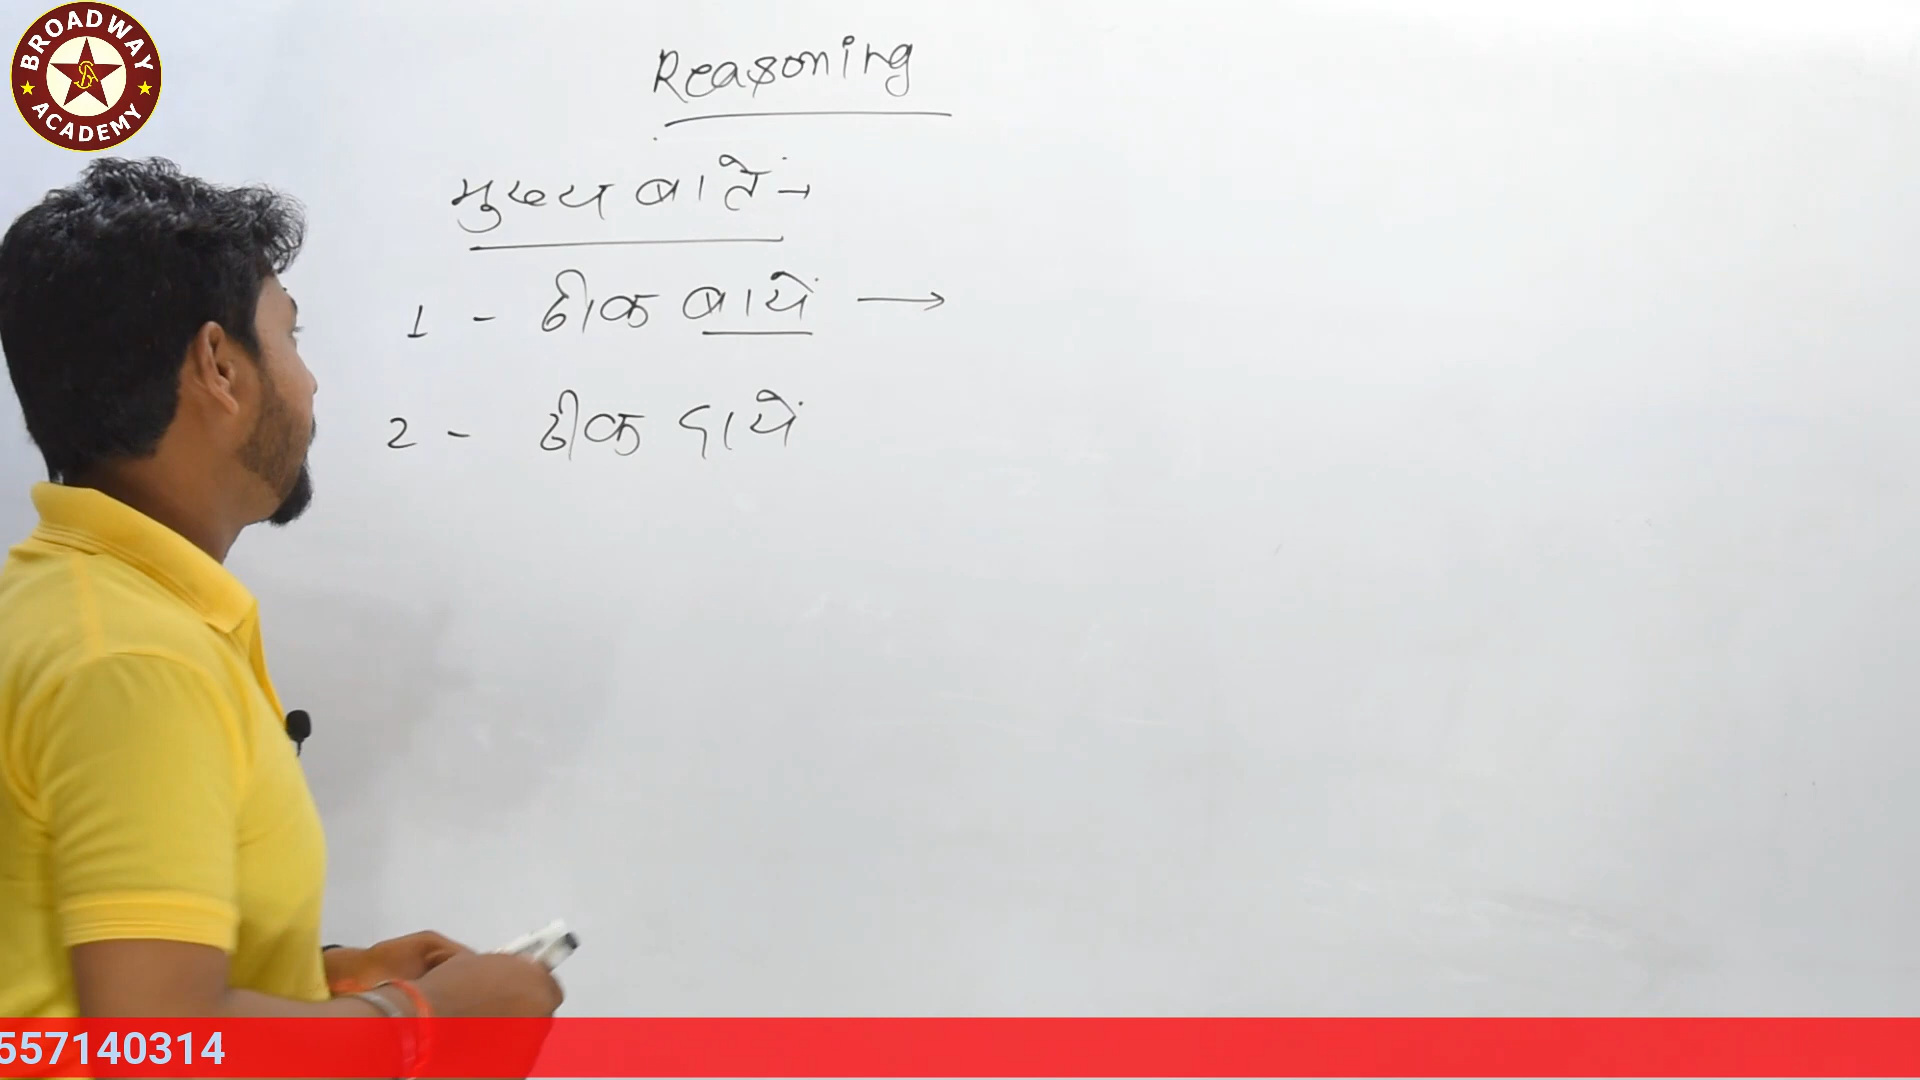 BROADWAY
ACADEMY
Reasoning
मुख्य बातें →
1 - ठीक बायें →
2 - ठीक दायें
557140314